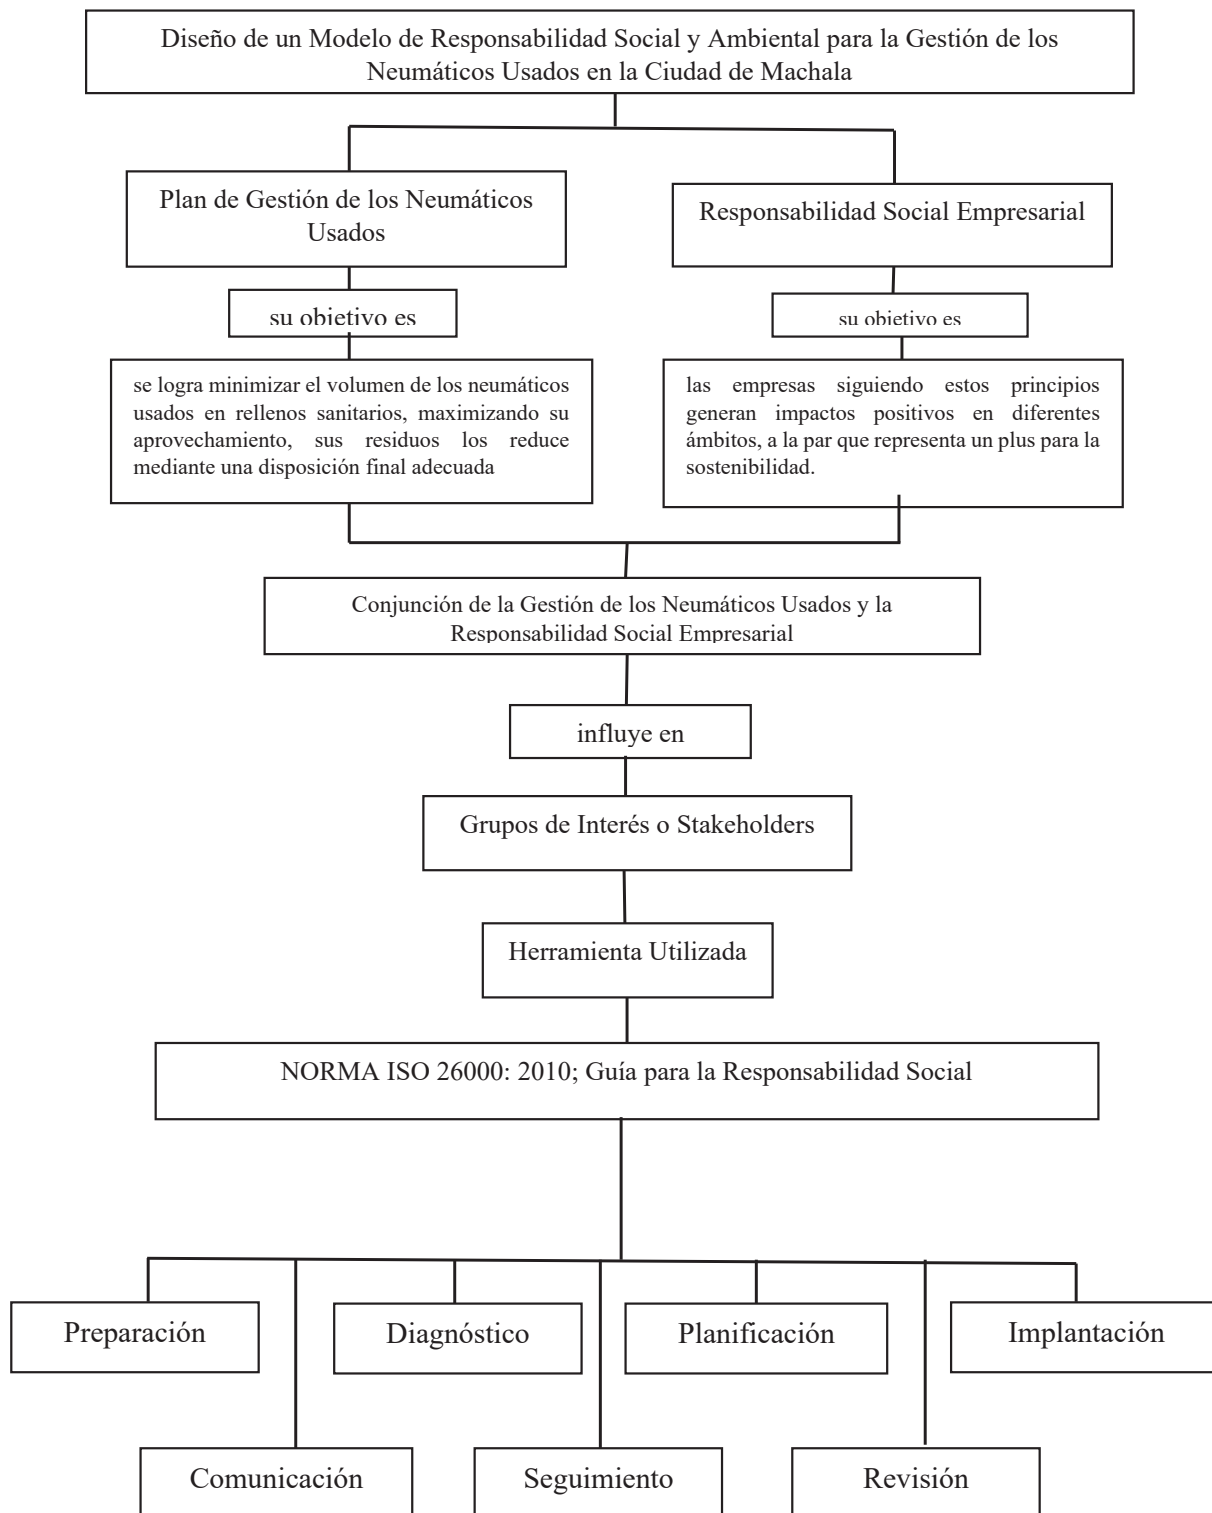 Diseño de un Modelo de Responsabilidad Social y Ambiental para la Gestión de los
Neumáticos Usados en la Ciudad de Machala
Plan de Gestión de los Neumáticos
Usados
Responsabilidad Social Empresarial
su objetivo es
su objetivo es
se logra minimizar el volumen de los neumáticos
usados en rellenos sanitarios, maximizando su
aprovechamiento, sus residuos los reduce
mediante una disposición final adecuada
las empresas siguiendo estos principios
generan impactos positivos en diferentes
ámbitos, a la par que representa un plus para la
sostenibilidad.
Conjunción de la Gestión de los Neumáticos Usados y la
Responsabilidad Social Empresarial
influye en
Grupos de Interés o Stakeholders
Herramienta Utilizada
NORMA ISO 26000: 2010; Guía para la Responsabilidad Social
Preparación
Diagnóstico
Planificación
Implantación
Comunicación
Seguimiento
Revisión